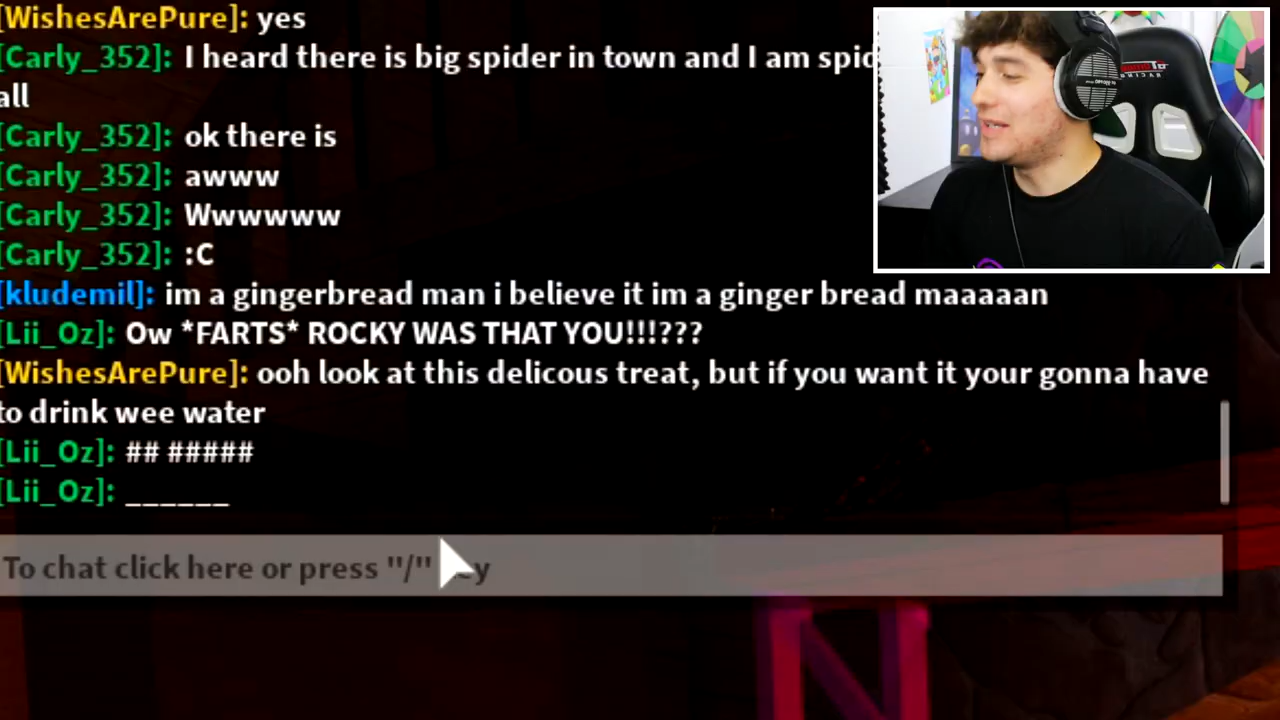 [WishesArePure]: yes
[Carly_352]: I heard there is big spider in town and I am
all
[Carly_352]: ok there is
[Carly_352]: awww
[Carly_352]: Wwwwwww
[Carly_352]: :C
[kludemil]: im a gingerbread man i believe it im a ginger bread maaaaan
[Lii_Oz]: Ow *FARTS* ROCKY WAS THAT YOU!!!???
[WishesArePure]: ooh look at this delicous treat, but if you want it your gonna have
to drink wee water
[Lii_Oz]: ## #####
[Lii_Oz]: ______
To chat click here or press "/"